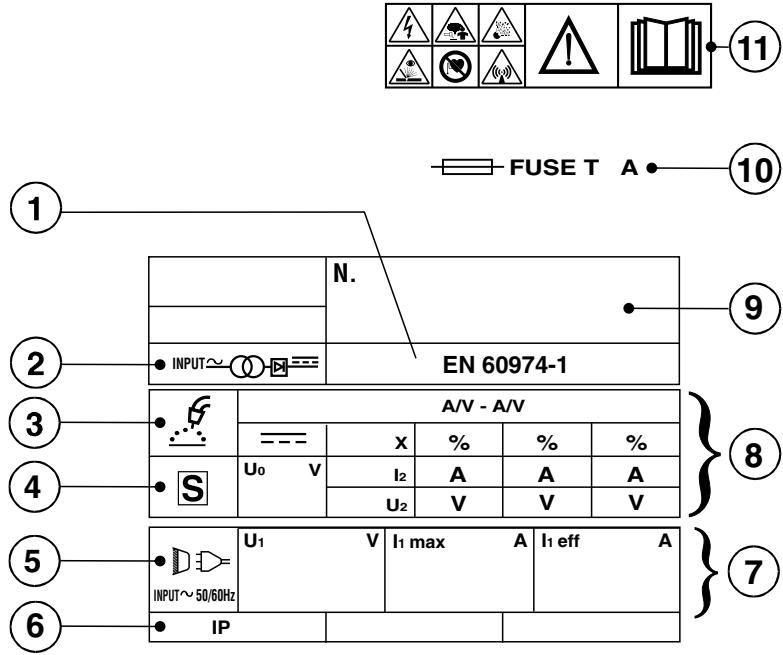 11
FUSE T A
10
1
N.
9
2
INPUT
EN 60974-1
3
A/V - A/V
X % % %
8
4
S
U0 V
I2 A A A
U2 V V V
5
U1 V
I1 max A
I1 eff A
7
INPUT~ 50/60Hz
6
IP